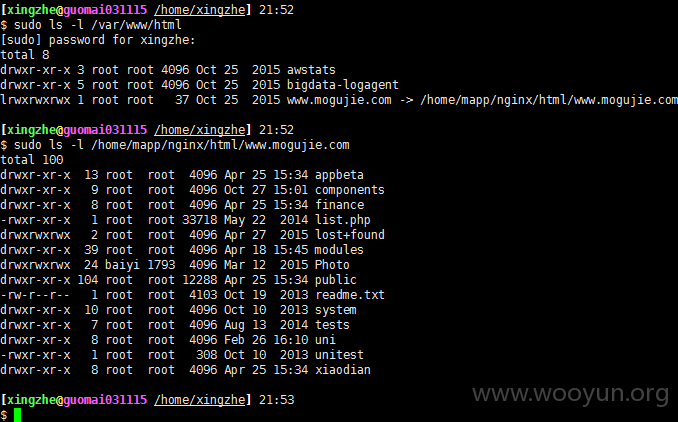 [xingzhe@guomai031115 /home/xingzhe] 21:52
$ sudo ls -l /var/www/html
[sudo] password for xingzhe:
total 8
drwxr-xr-x 3 root root 4096 Oct 25  2015 awstats
drwxr-xr-x 5 root root 4096 Oct 25  2015 bigdata-logagent
lrwxrwxrwx 1 root root   37 Oct 25  2015 www.mogujie.com -> /home/mapp/nginx/html/www.mogujie.com
[xingzhe@guomai031115 /home/xingzhe] 21:52
$ sudo ls -l /home/mapp/nginx/html/www.mogujie.com
total 100
drwxr-xr-x  13 root  root  4096 Apr 25 15:34 appbeta
drwxr-xr-x   9 root  root  4096 Oct 27 15:01 components
drwxr-xr-x   8 root  root  4096 Apr 25 15:34 finance
-rwxr-xr-x   1 root  root 33718 May 22  2014 list.php
drwxrwxrwx   2 root  root  4096 Apr 27  2015 lost+found
drwxr-xr-x  39 root  root  4096 Apr 18 15:45 modules
drwxrwxrwx  24 baiyi 1793  4096 Mar 12  2015 Photo
drwxr-xr-x 104 root  root 12288 Apr 25 15:34 public
-rw-r--r--   1 root  root  4103 Oct 19  2013 readme.txt
drwxr-xr-x  10 root  root  4096 Oct 10  2013 system
drwxr-xr-x   7 root  root  4096 Aug 13  2014 tests
drwxr-xr-x   8 root  root  4096 Feb 26 16:10 uni
-rwxr-xr-x   1 root  root   308 Oct 10  2013 unitest
drwxr-xr-x   8 root  root  4096 Apr 25 15:34 xiaodian
[xingzhe@guomai031115 /home/xingzhe] 21:53
$
www.wooyun.org